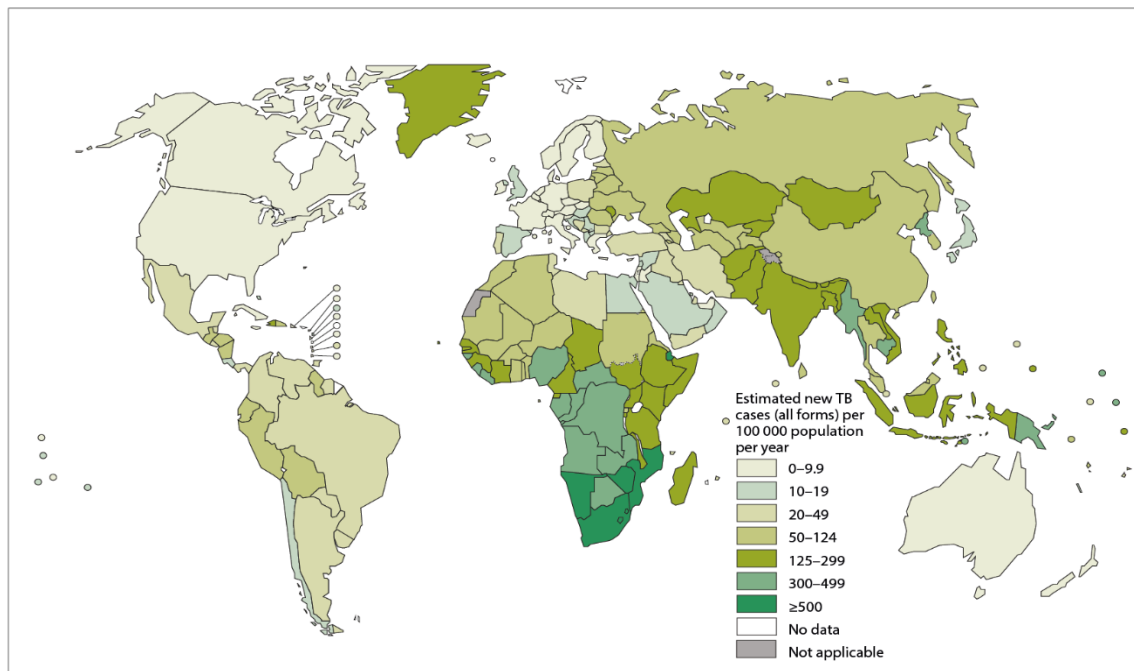 Estimated new TB
cases (all forms) per
100 000 population
per year
0–9.9
10–19
20–49
50–124
125–299
300–499
≥500
No data
Not applicable